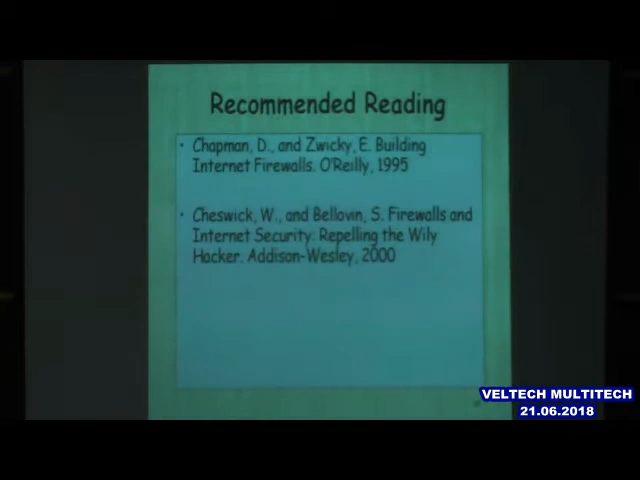 Recommended Reading
• Chapman, D., and Zwicky, E. Building
Internet Firewalls. O'Reilly, 1995
• Cheswick, W., and Bellovin, S. Firewalls and
Internet Security: Repelling the Wily
Hacker. Addison-Wesley, 2000
VELTECH MULTITECH
21.06.2018